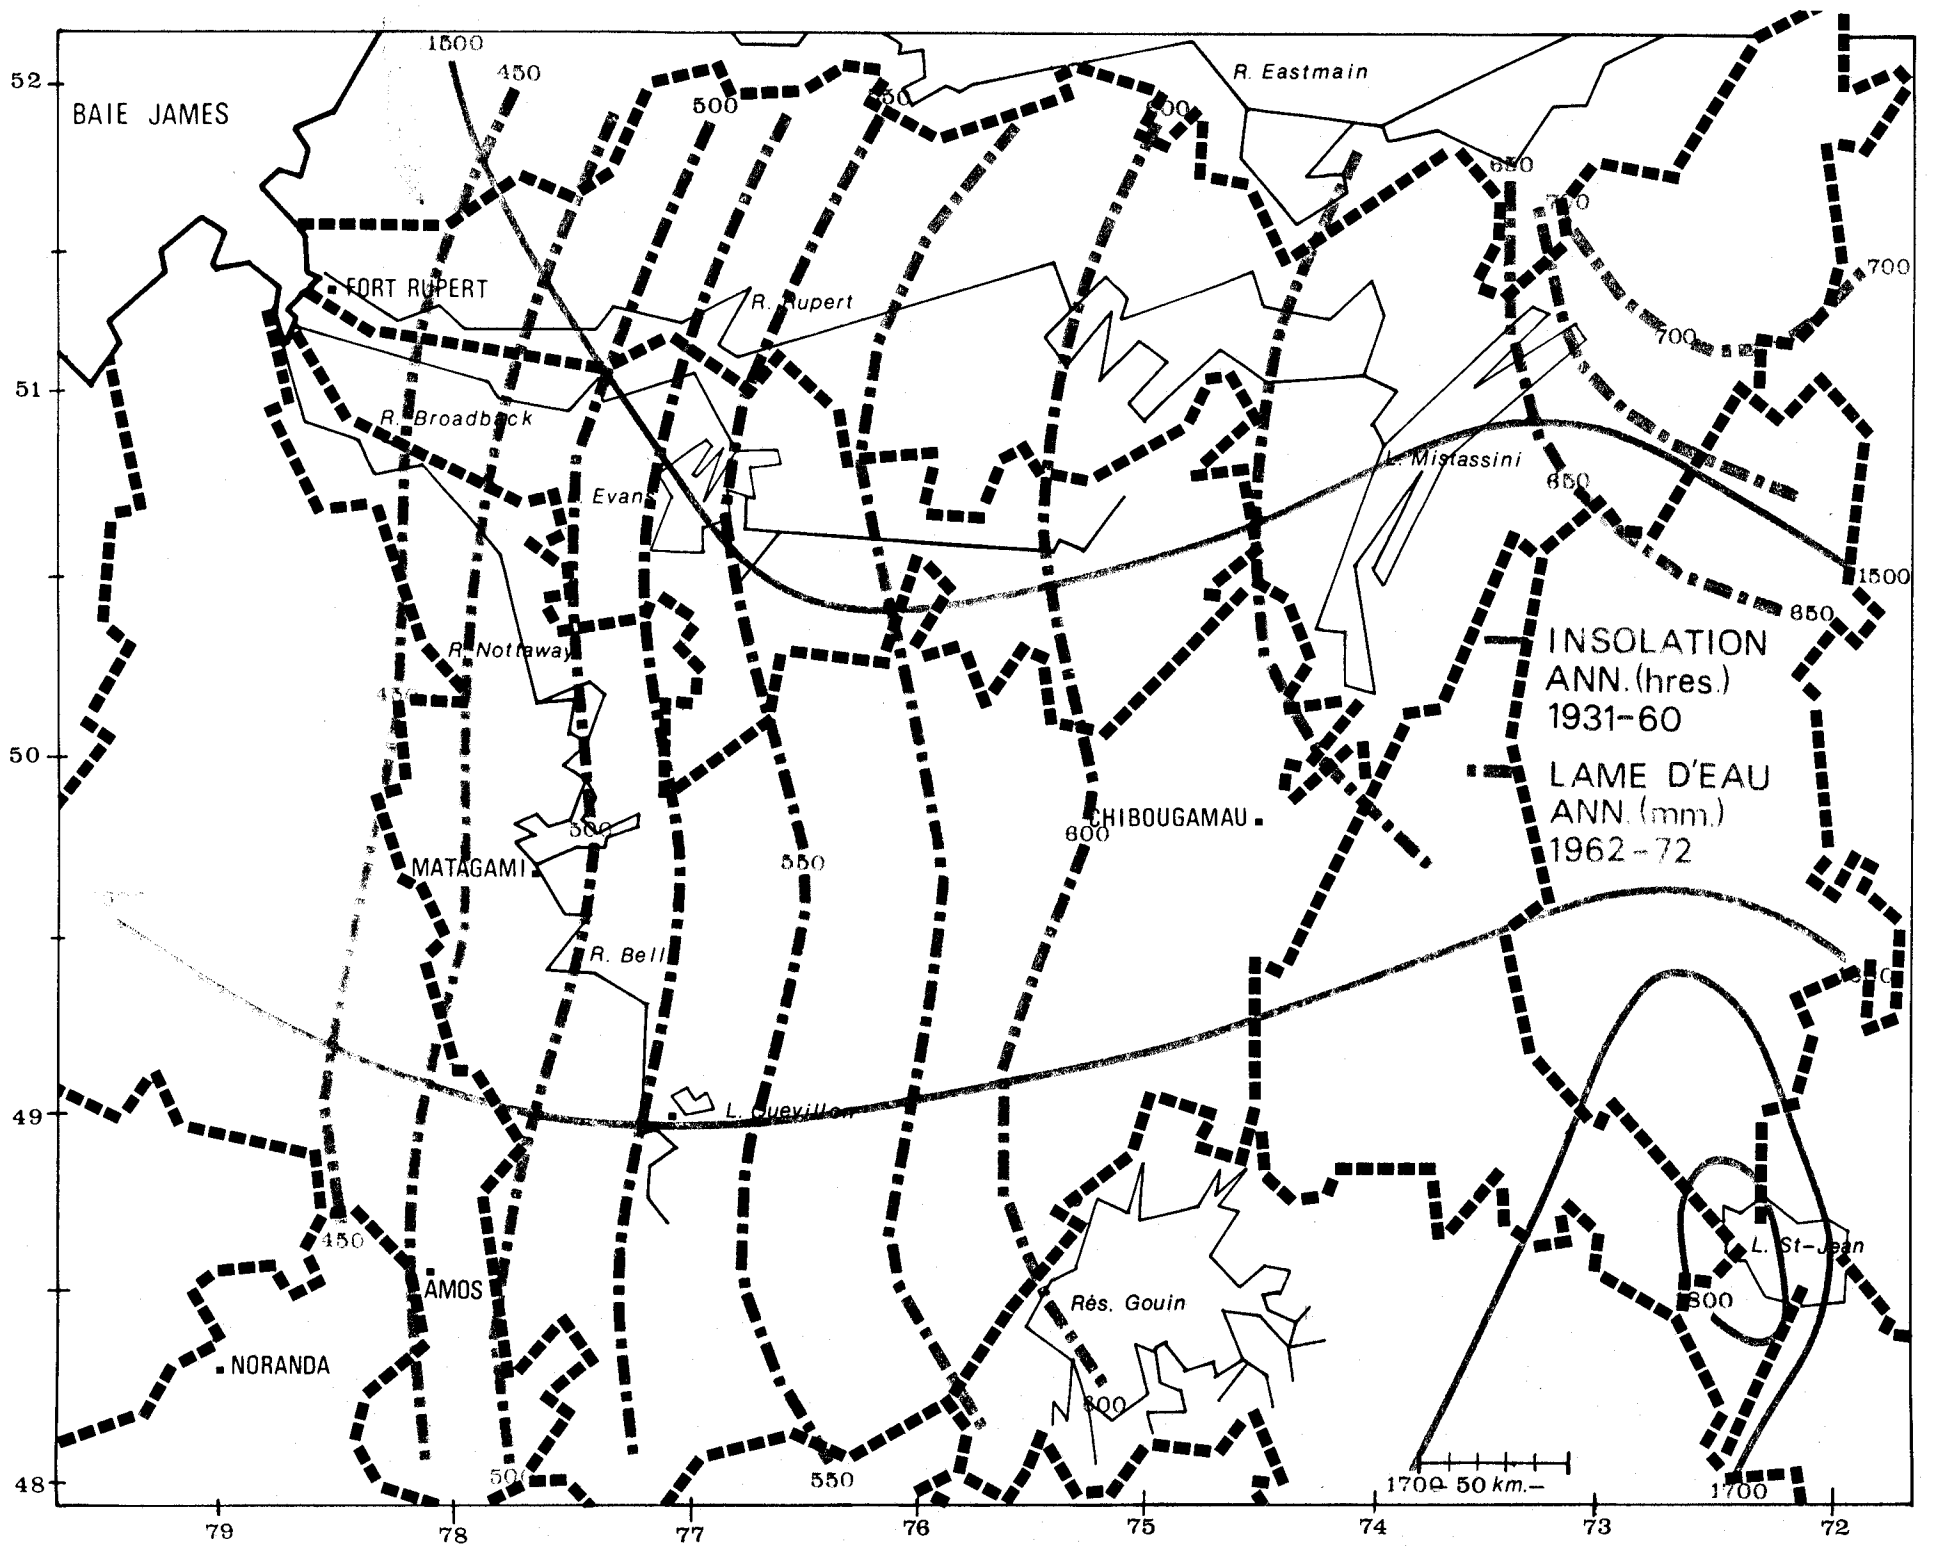 1500
450
52
R. Eastmain
500
550
600
BAIE JAMES
650
700
700
FORT RUPERT
R. Rupert
700
51
R. Broadback
L. Mistassini
650
Evans
1500
650
INSOLATION
ANN. (hres.)
1931-60
R. Nottaway
450
50
LAME D'EAU
ANN. (mm.)
1962-72
CHIBOUGAMAU
500
600
550
MATAGAMI
R. Bell
49
L. Quevillon
450
L. St-Jean
AMOS
Rés. Gouin
1800
NORANDA
600
48
500
550
1700
50 km.
1700
79
78
77
76
75
74
73
72